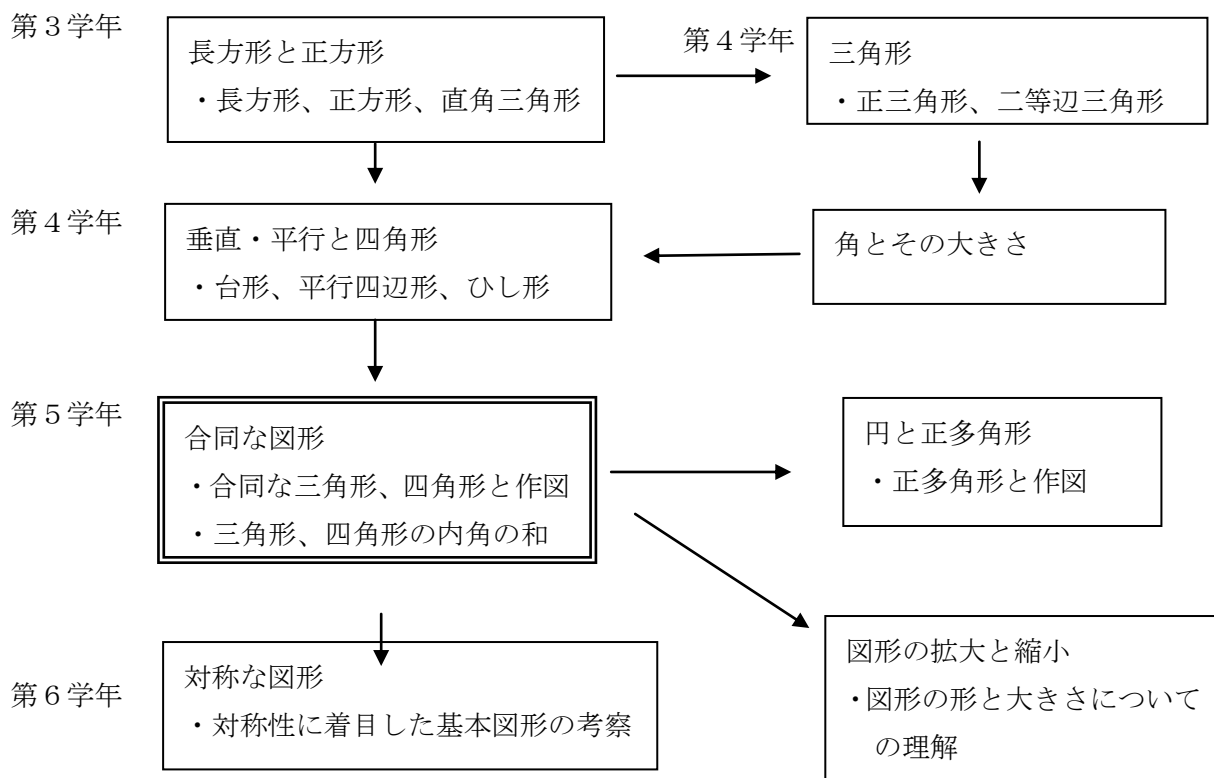 第３学年
長方形と正方形
・長方形、正方形、直角三角形
第４学年
三角形
・正三角形、二等辺三角形
第４学年
垂直・平行と四角形
・台形、平行四辺形、ひし形
角とその大きさ
第５学年
合同な図形
・合同な三角形、四角形と作図
・三角形、四角形の内角の和
円と正多角形
・正多角形と作図
第６学年
対称な図形
・対称性に着目した基本図形の考察
図形の拡大と縮小
・図形の形と大きさについて
の理解